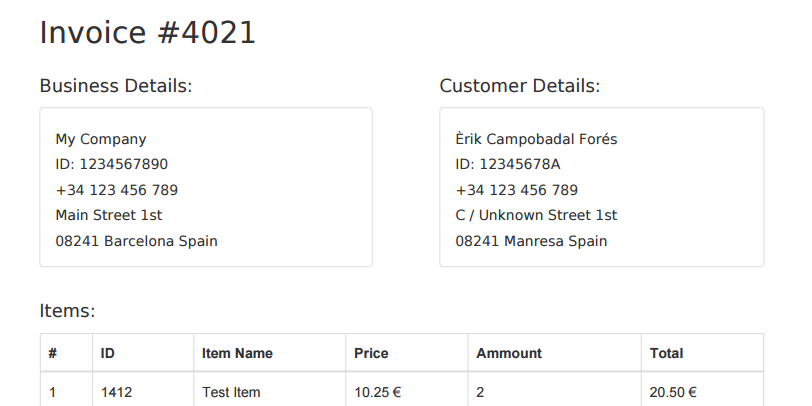 Invoice #4021
Business Details:
My Company
ID: 1234567890
+34 123 456 789
Main Street 1st
08241 Barcelona Spain
Customer Details:
Èrik Campobadal Forés
ID: 12345678A
+34 123 456 789
C / Unknown Street 1st
08241 Manresa Spain
Items:
# ID Item Name Price Ammount Total
1 1412 Test Item 10.25 € 2 20.50 €